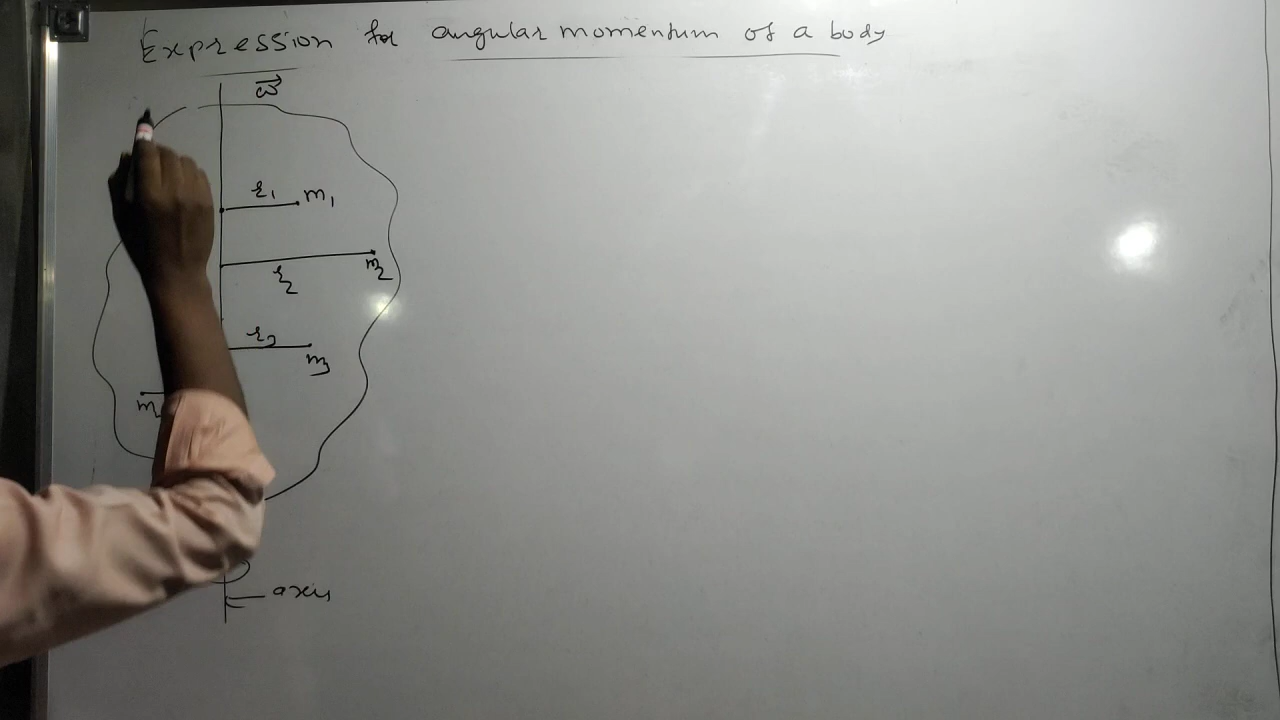 Expression for angular momentum of a body
ω⃗
r₁ m₁
r₂ m₂
r₃ m₃
m
axis